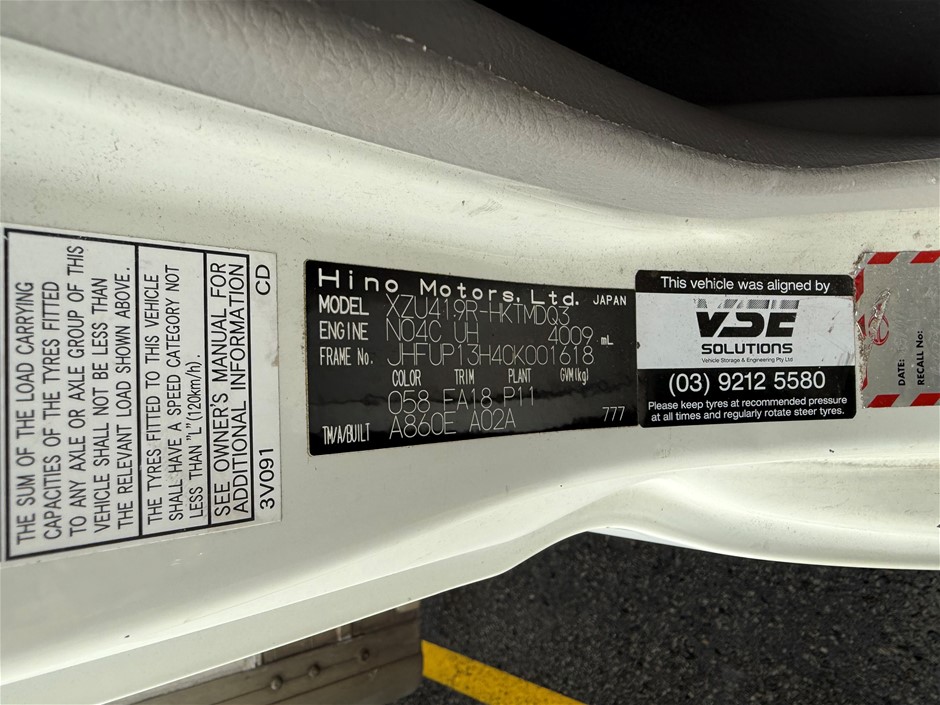 THE SUM OF THE LOAD CARRYING
CAPACITIES OF THE TYRES FITTED
TO ANY AXLE OR AXLE GROUP OF THIS
VEHICLE SHALL NOT BE LESS THAN
THE RELEVANT LOAD SHOWN ABOVE.
THE TYRES FITTED TO THIS VEHICLE
SHALL HAVE A SPEED CATEGORY NOT
LESS THAN "L"(120km/h).
SEE OWNER'S MANUAL FOR
ADDITIONAL INFORMATION
3V091 CD
Hino Motors, Ltd. JAPAN
MODEL XZU419R-HKTMDQ3
ENGINE N04C UH 4009 mL
FRAME No. JHFUP13H40K001618
COLOR TRIM PLANT GVM(kg)
058 FA18 P11
TM/A/BUILT A860E A02A 777
This vehicle was aligned by
VSE
SOLUTIONS
Vehicle Storage & Engineering Pty Ltd
(03) 9212 5580
Please keep tyres at recommended pressure
at all times and regularly rotate steer tyres.
DATE:
RECALL No: